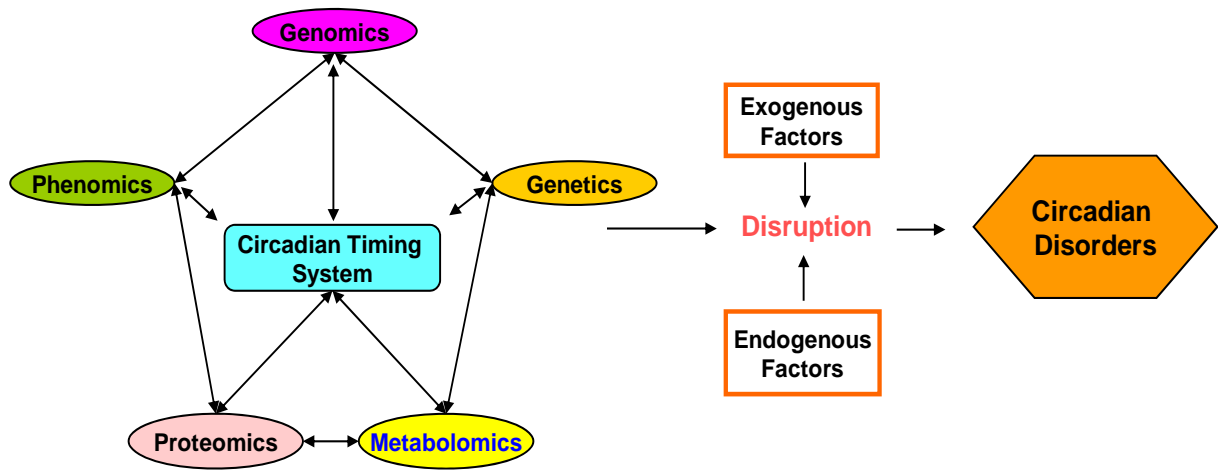 Genomics
Phenomics
Genetics
Circadian Timing
System
Proteomics
Metabolomics
Exogenous
Factors
Disruption
Endogenous
Factors
Circadian
Disorders